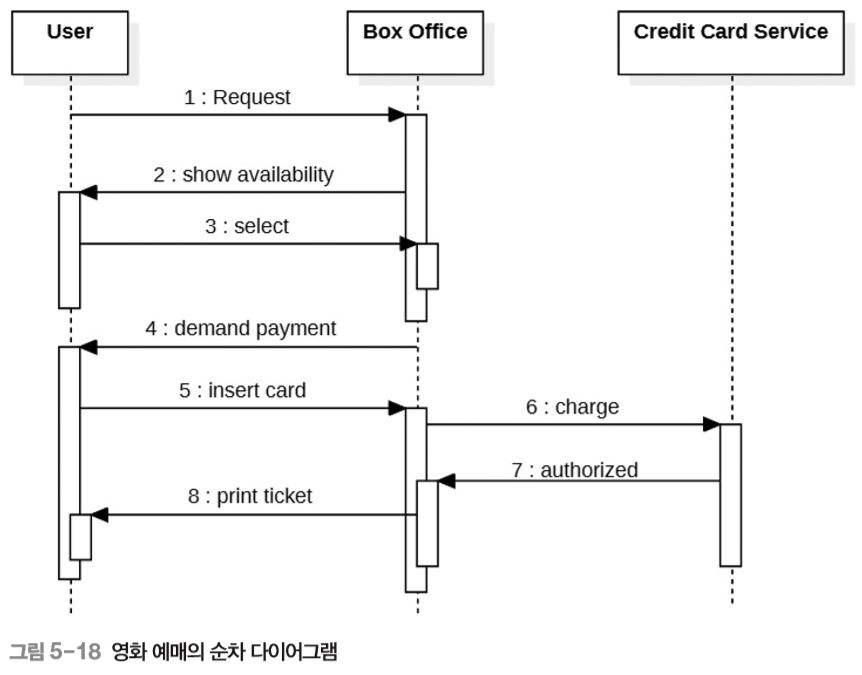 User
Box Office
Credit Card Service
1 : Request
2 : show availability
3 : select
4 : demand payment
5 : insert card
6 : charge
7 : authorized
8 : print ticket
그림 5-18 영화 예매의 순차 다이어그램